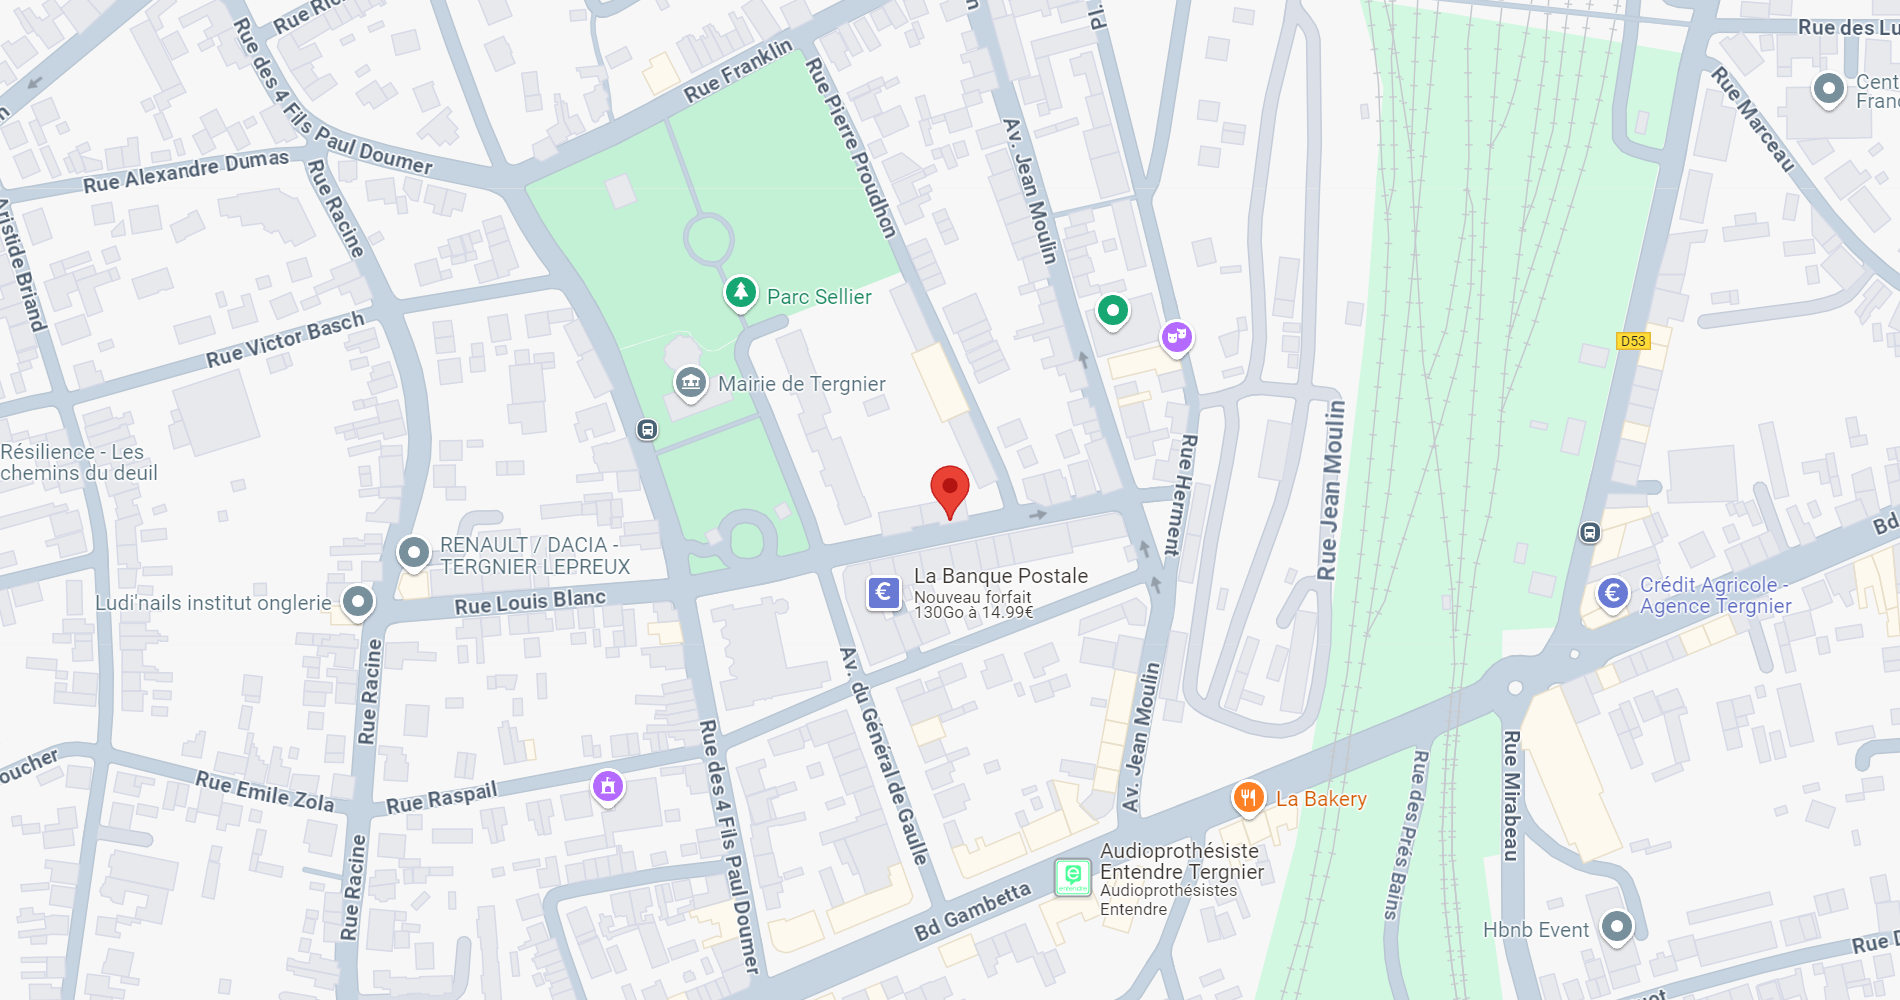 Rue des 4 Fils Paul Doumer
Rue Franklin
Rue Pierre Proudhon
Av. Jean Moulin
Rue des Lu
Rue Marceau
Cent
Franc
Rue Alexandre Dumas
Rue Racine
Aristide Briand
Rue Victor Basch
Parc Sellier
Mairie de Tergnier
D53
Résilience - Les
chemins du deuil
Rue Herment
Rue Jean Moulin
RENAULT / DACIA -
TERGNIER LEPREUX
Ludi'nails institut onglerie
Rue Louis Blanc
La Banque Postale
Nouveau forfait
130Go à 14.99€
Bd
Crédit Agricole -
Agence Tergnier
Rue Racine
Av. du Général de Gaulle
Av. Jean Moulin
Rue des 4 Fils Paul Doumer
oucher
Rue Emile Zola
Rue Raspail
La Bakery
Rue des Prés Bains
Rue Mirabeau
Rue Racine
Audioprothésiste
Entendre Tergnier
Audioprothésistes
Entendre
entendre
Bd Gambetta
Hbnb Event
Rue D